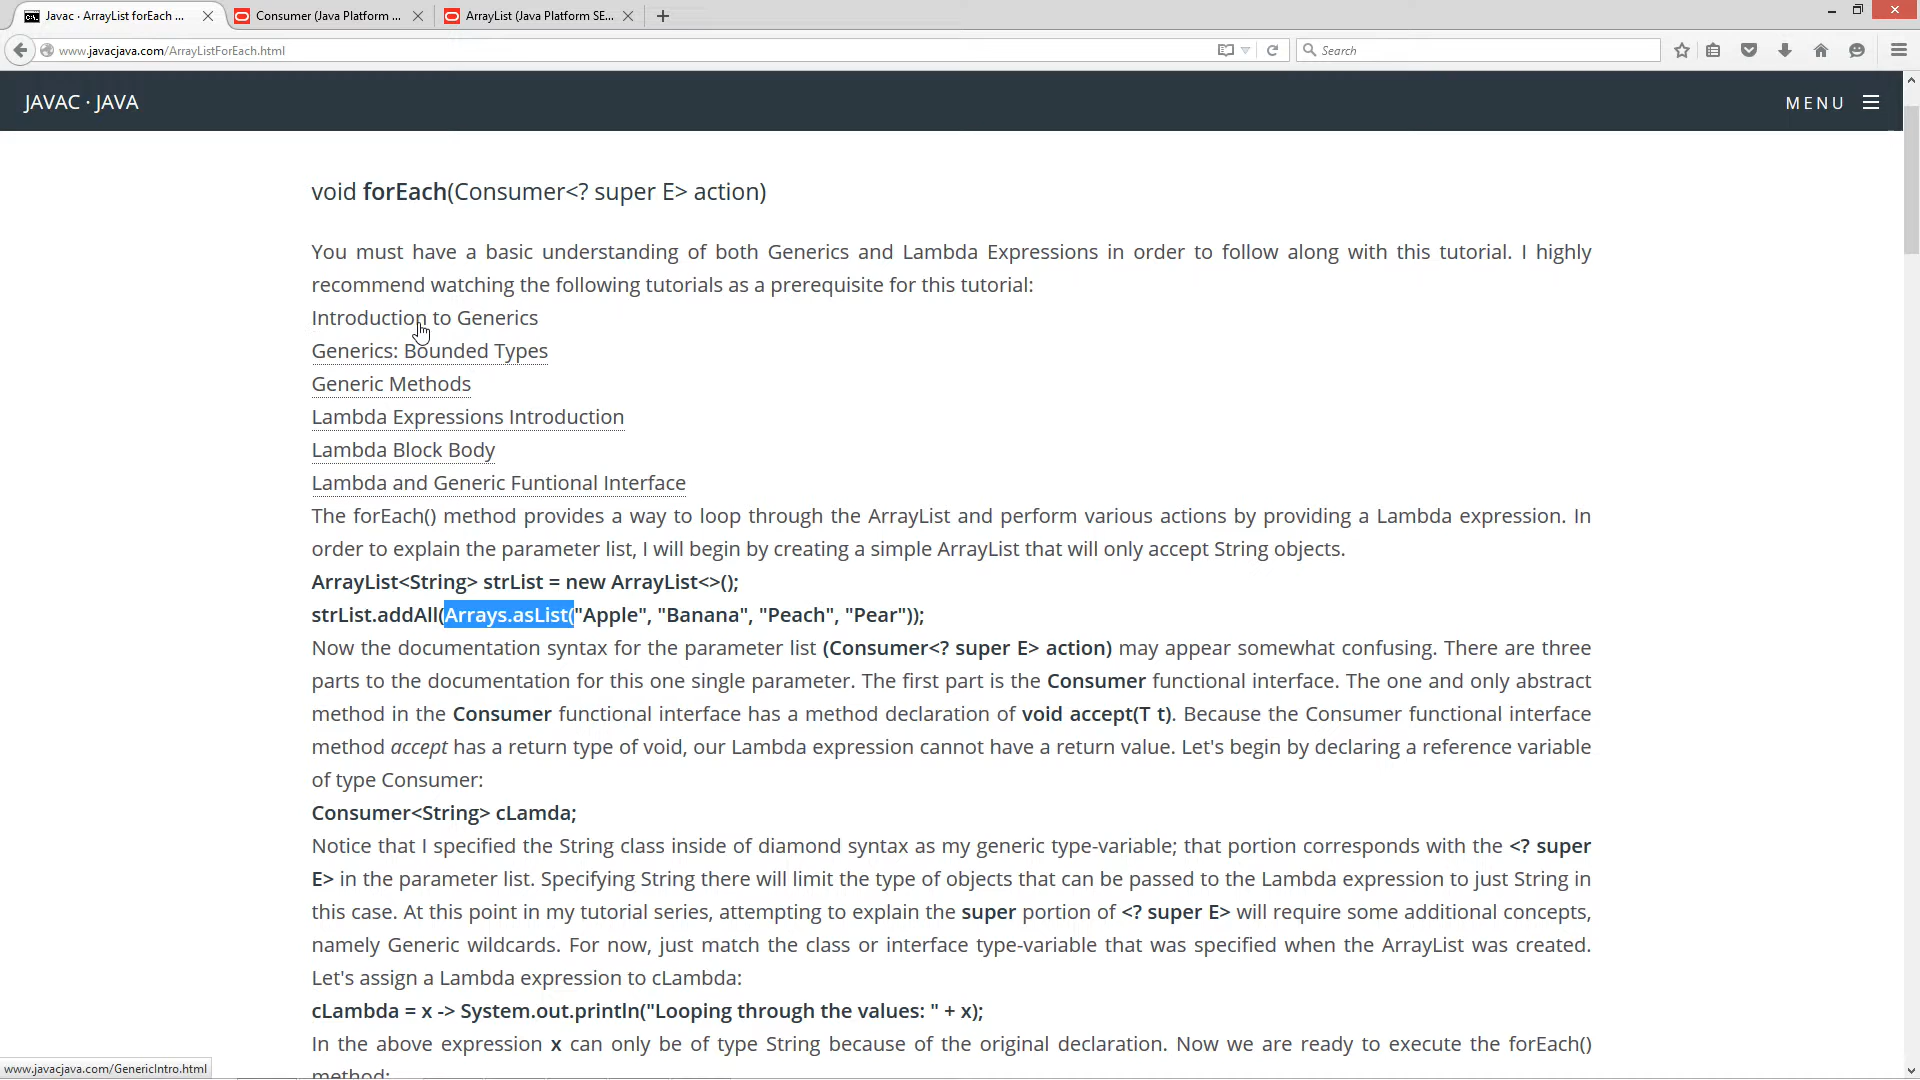 Javac · ArrayList forEach ...
Consumer (Java Platform ...
ArrayList (Java Platform SE...
www.javacjava.com/ArrayListForEach.html
Search
JAVAC · JAVA
MENU
void forEach(Consumer<? super E> action)
You must have a basic understanding of both Generics and Lambda Expressions in order to follow along with this tutorial. I highly
recommend watching the following tutorials as a prerequisite for this tutorial:
Introduction to Generics
Generics: Bounded Types
Generic Methods
Lambda Expressions Introduction
Lambda Block Body
Lambda and Generic Funtional Interface
The forEach() method provides a way to loop through the ArrayList and perform various actions by providing a Lambda expression. In
order to explain the parameter list, I will begin by creating a simple ArrayList that will only accept String objects.
ArrayList<String> strList = new ArrayList<>();
strList.addAll(Arrays.asList("Apple", "Banana", "Peach", "Pear"));
Now the documentation syntax for the parameter list (Consumer<? super E> action) may appear somewhat confusing. There are three
parts to the documentation for this one single parameter. The first part is the Consumer functional interface. The one and only abstract
method in the Consumer functional interface has a method declaration of void accept(T t). Because the Consumer functional interface
method accept has a return type of void, our Lambda expression cannot have a return value. Let's begin by declaring a reference variable
of type Consumer:
Consumer<String> cLamda;
Notice that I specified the String class inside of diamond syntax as my generic type-variable; that portion corresponds with the <? super
E> in the parameter list. Specifying String there will limit the type of objects that can be passed to the Lambda expression to just String in
this case. At this point in my tutorial series, attempting to explain the super portion of <? super E> will require some additional concepts,
namely Generic wildcards. For now, just match the class or interface type-variable that was specified when the ArrayList was created.
Let's assign a Lambda expression to cLambda:
cLambda = x -> System.out.println("Looping through the values: " + x);
In the above expression x can only be of type String because of the original declaration. Now we are ready to execute the forEach()
method:
www.javacjava.com/GenericIntro.html